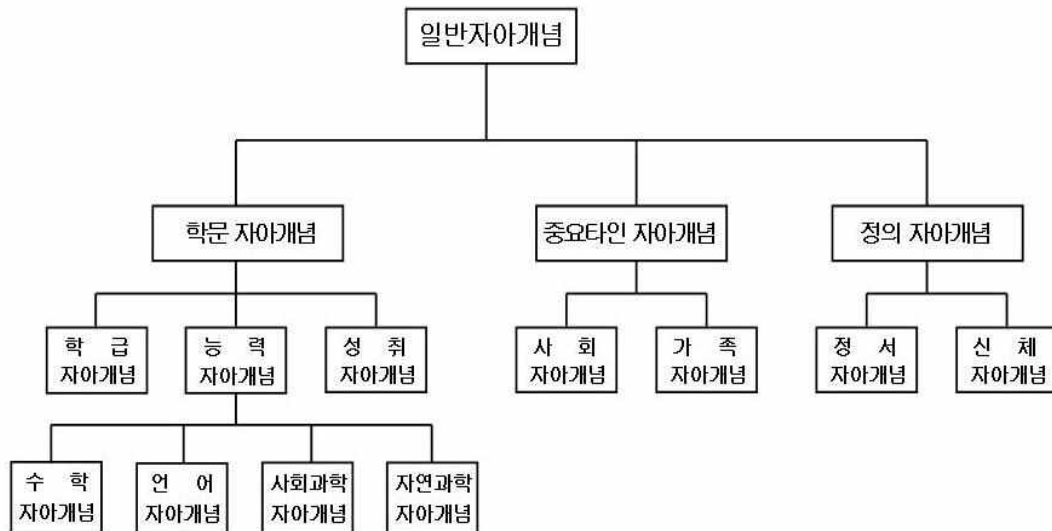 일반자아개념
학문 자아개념
중요타인 자아개념
정의 자아개념
학 급
자아개념
능 력
자아개념
성 취
자아개념
사 회
자아개념
가 족
자아개념
정 서
자아개념
신 체
자아개념
수 학
자아개념
언 어
자아개념
사회과학
자아개념
자연과학
자아개념